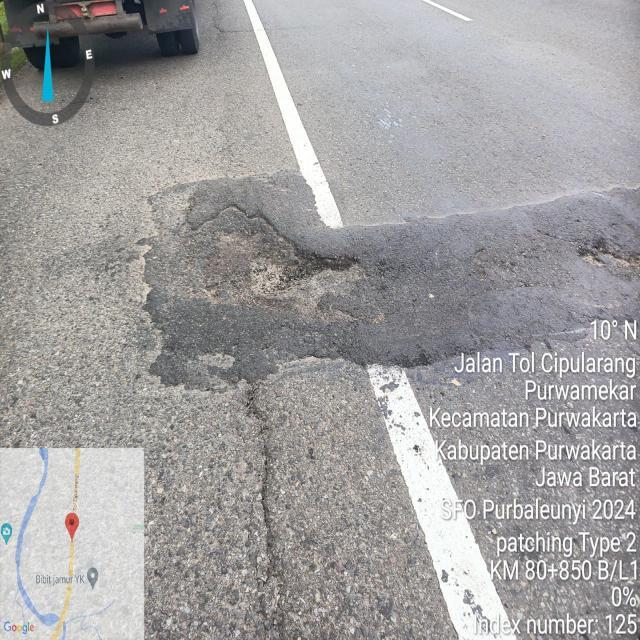 N
W
E
S
10° N
Jalan Tol Cipularang
Purwamekar
Kecamatan Purwakarta
Kabupaten Purwakarta
Jawa Barat
SFO Purbaleunyi 2024
patching Type 2
KM 80+850 B/L1
0%
Index number: 125
Bibit jamur YK
Google